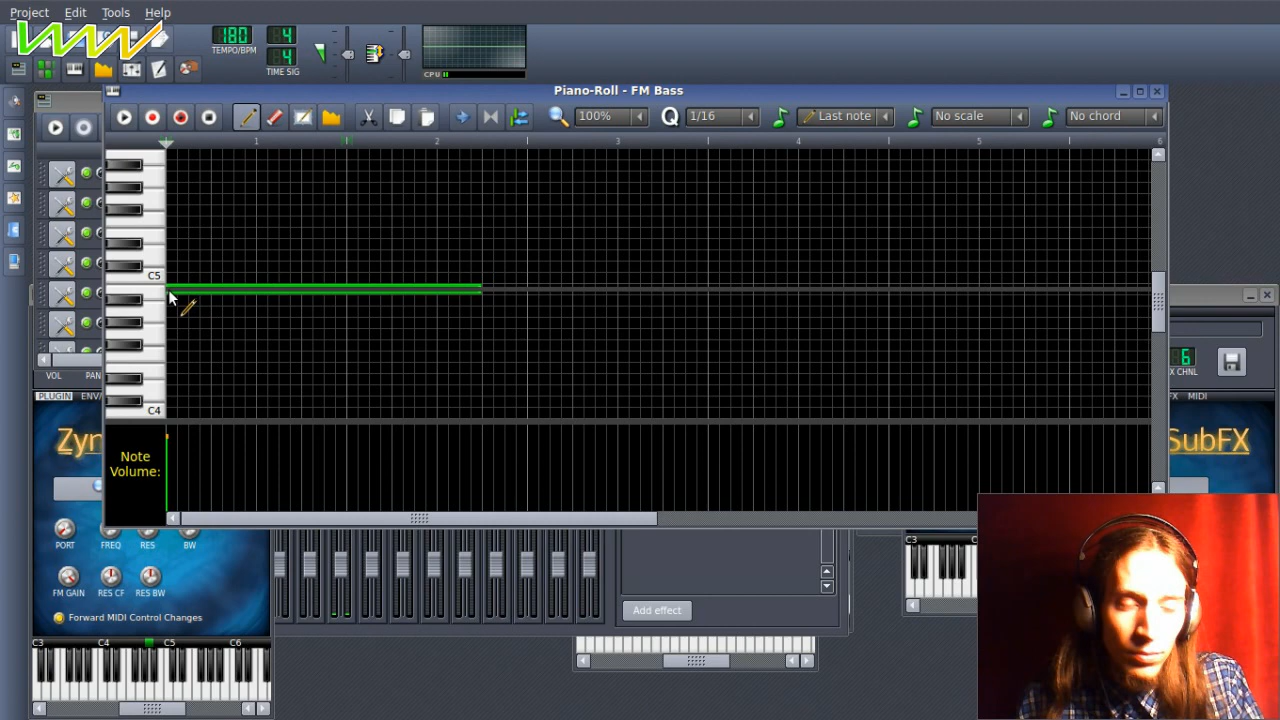 Project Edit Tools Help
180 4
TEMPO/BPM
4
TIME SIG
CPU
Piano-Roll - FM Bass
100% Q 1/16 Last note No scale No chord
1 2 3 4 5 6
C5
C4
VOL PAN
6
PLUGIN
MIDI
Zyn
SubFX
Note
Volume:
PORT FREQ RES BW
FM GAIN RES CF RES BW
Forward MIDI Control Changes
Add effect
C3
C3 C4 C5 C6